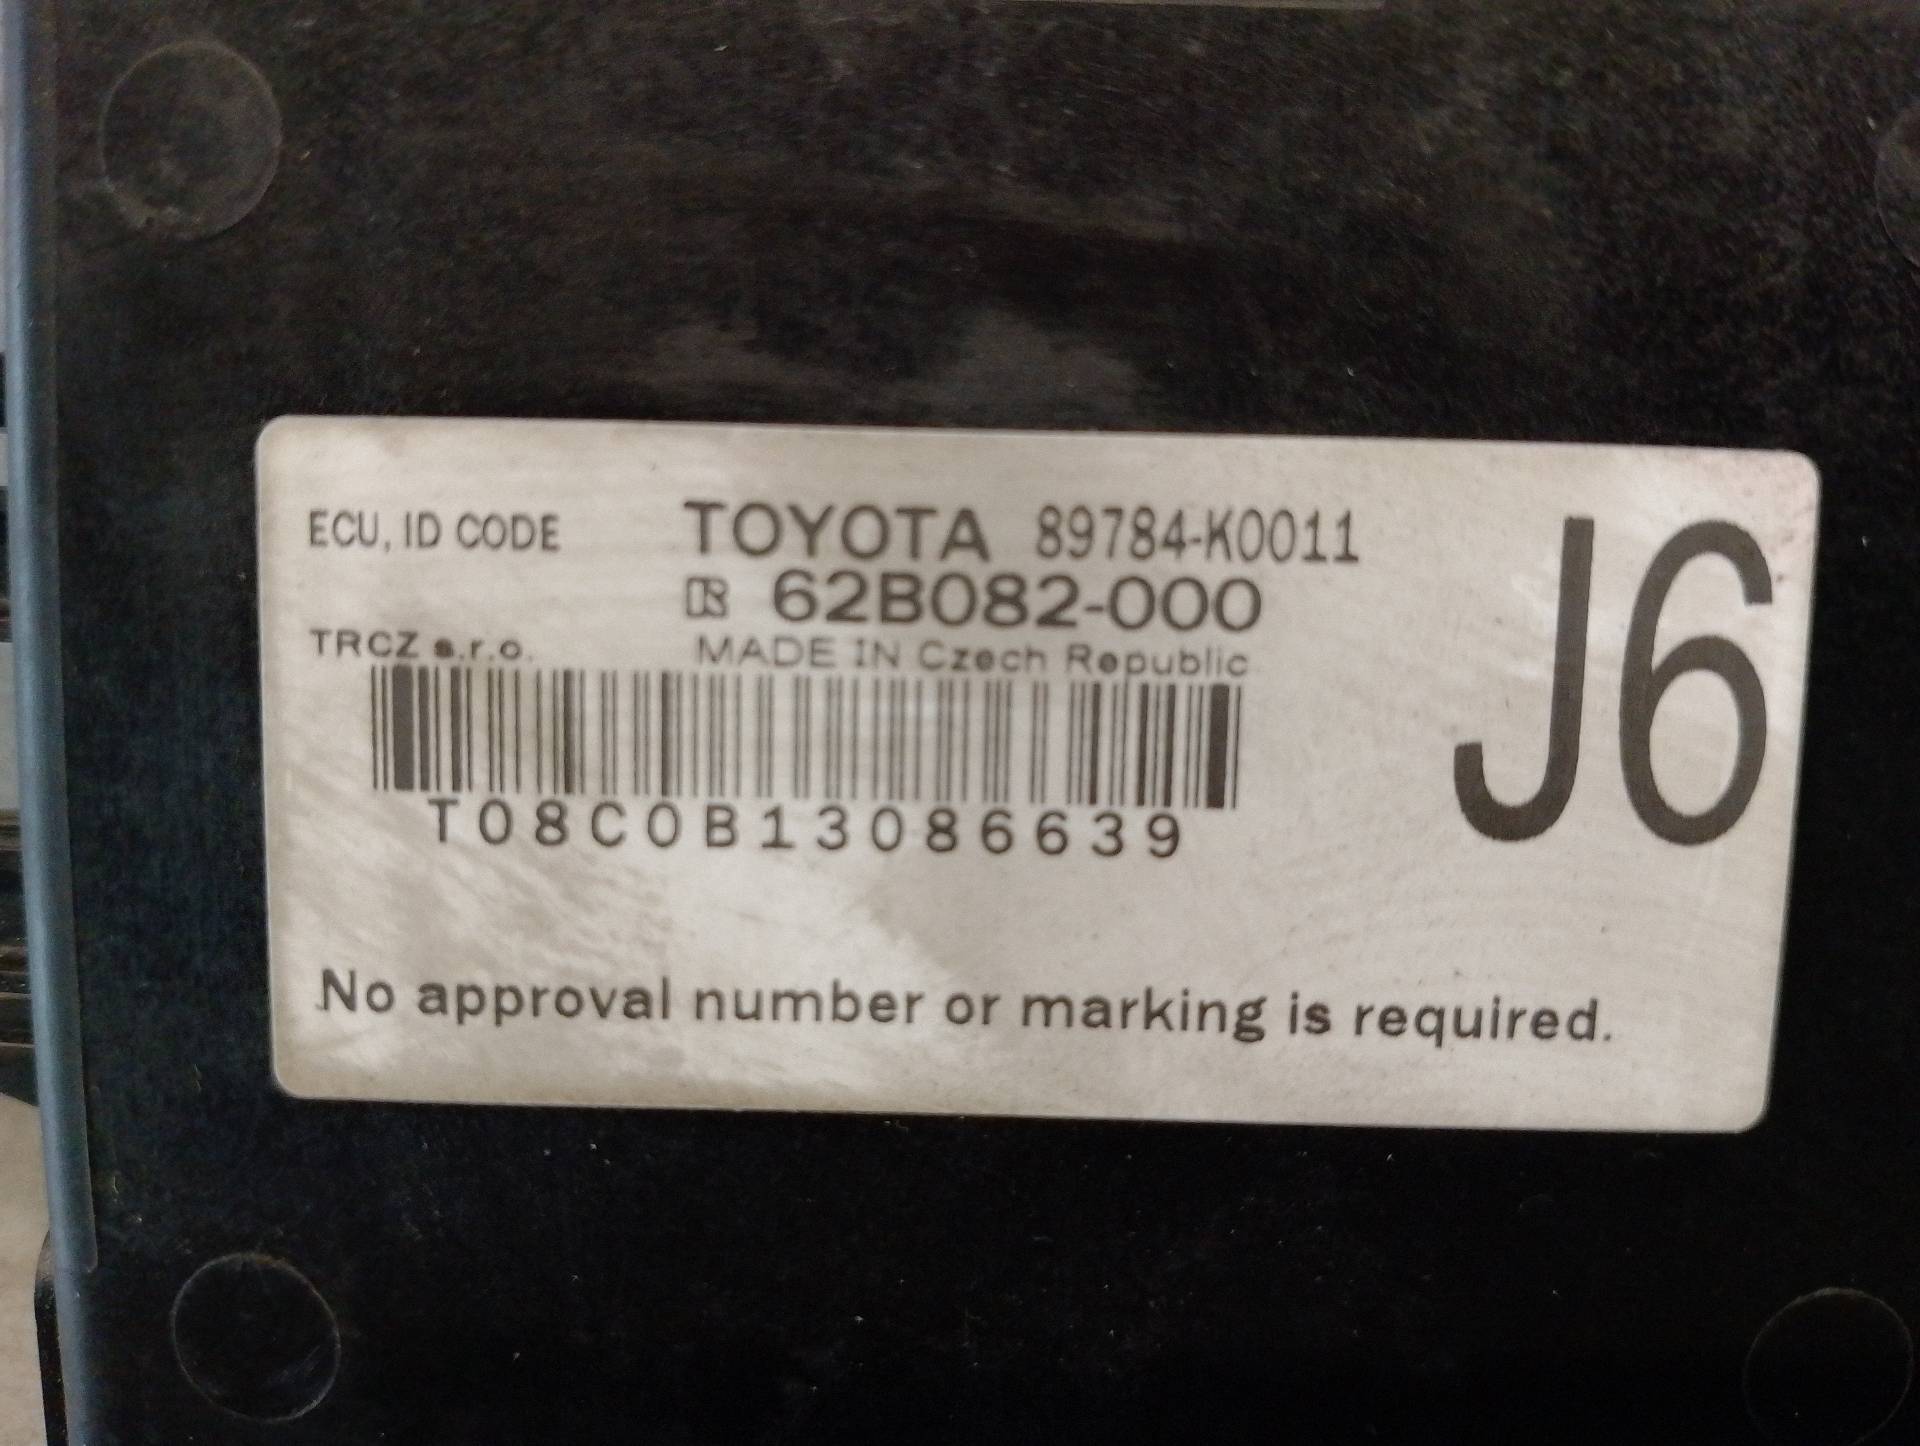 ECU, ID CODE TOYOTA 89784-K0011
62B082-000
J6
TRCZ s.r.o. MADE IN Czech Republic
T08C0B13086639
No approval number or marking is required.